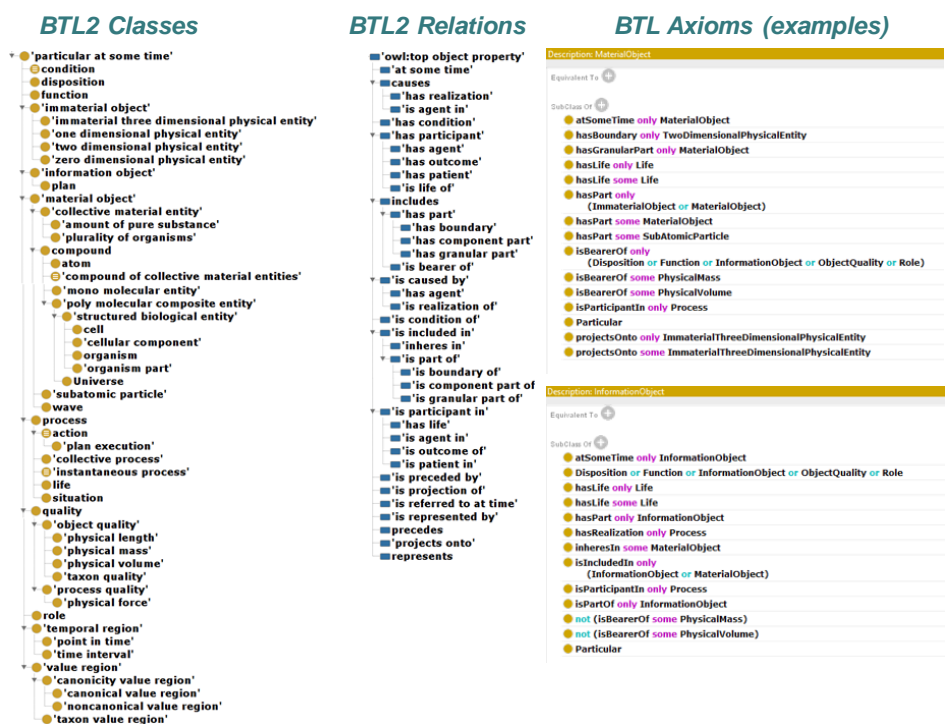 BTL2 Classes
'particular at some time'
condition
disposition
function
'immaterial object'
'immaterial three dimensional physical entity'
'one dimensional physical entity'
'two dimensional physical entity'
'zero dimensional physical entity'
'information object'
plan
'material object'
'collective material entity'
'amount of pure substance'
'plurality of organisms'
compound
atom
'compound of collective material entities'
'mono molecular entity'
'poly molecular composite entity'
'structured biological entity'
cell
'cellular component'
organism
'organism part'
Universe
'subatomic particle'
wave
process
action
'plan execution'
'collective process'
'instantaneous process'
life
situation
quality
'object quality'
'physical length'
'physical mass'
'physical volume'
'taxon quality'
'process quality'
'physical force'
role
'temporal region'
'point in time'
'time interval'
'value region'
'canonicity value region'
'canonical value region'
'noncanonical value region'
'taxon value region'
BTL2 Relations
'owl:top object property'
'at some time'
causes
'has realization'
'is agent in'
'has condition'
'has participant'
'has agent'
'has outcome'
'has patient'
'is life of'
includes
'has part'
'has boundary'
'has component part'
'has granular part'
'is bearer of'
'is caused by'
'has agent'
'is realization of'
'is condition of'
'is included in'
'inheres in'
'is part of'
'is boundary of'
'is component part of
'is granular part of'
'is participant in'
'has life'
'is agent in'
'is outcome of'
'is patient in'
'is preceded by'
'is projection of'
'is referred to at time'
'is represented by'
precedes
'projects onto'
represents
BTL Axioms (examples)
Description: MaterialObject
Equivalent To
SubClass Of
atSomeTime only MaterialObject
hasBoundary only TwoDimensionalPhysicalEntity
hasGranularPart only MaterialObject
hasLife only Life
hasLife some Life
hasPart only
(ImmaterialObject or MaterialObject)
hasPart some MaterialObject
hasPart some SubAtomicParticle
isBearerOf only
(Disposition or Function or InformationObject or ObjectQuality or Role)
isBearerOf some PhysicalMass
isBearerOf some PhysicalVolume
isParticipantIn only Process
Particular
projectsOnto only ImmaterialThreeDimensionalPhysicalEntity
projectsOnto some ImmaterialThreeDimensionalPhysicalEntity
Description: InformationObject
Equivalent To
SubClass Of
atSomeTime only InformationObject
Disposition or Function or InformationObject or ObjectQuality or Role
hasLife only Life
hasLife some Life
hasPart only InformationObject
hasRealization only Process
inheresIn some MaterialObject
isIncludedIn only
(InformationObject or MaterialObject)
isParticipantIn only Process
isPartOf only InformationObject
not (isBearerOf some PhysicalMass)
not (isBearerOf some PhysicalVolume)
Particular